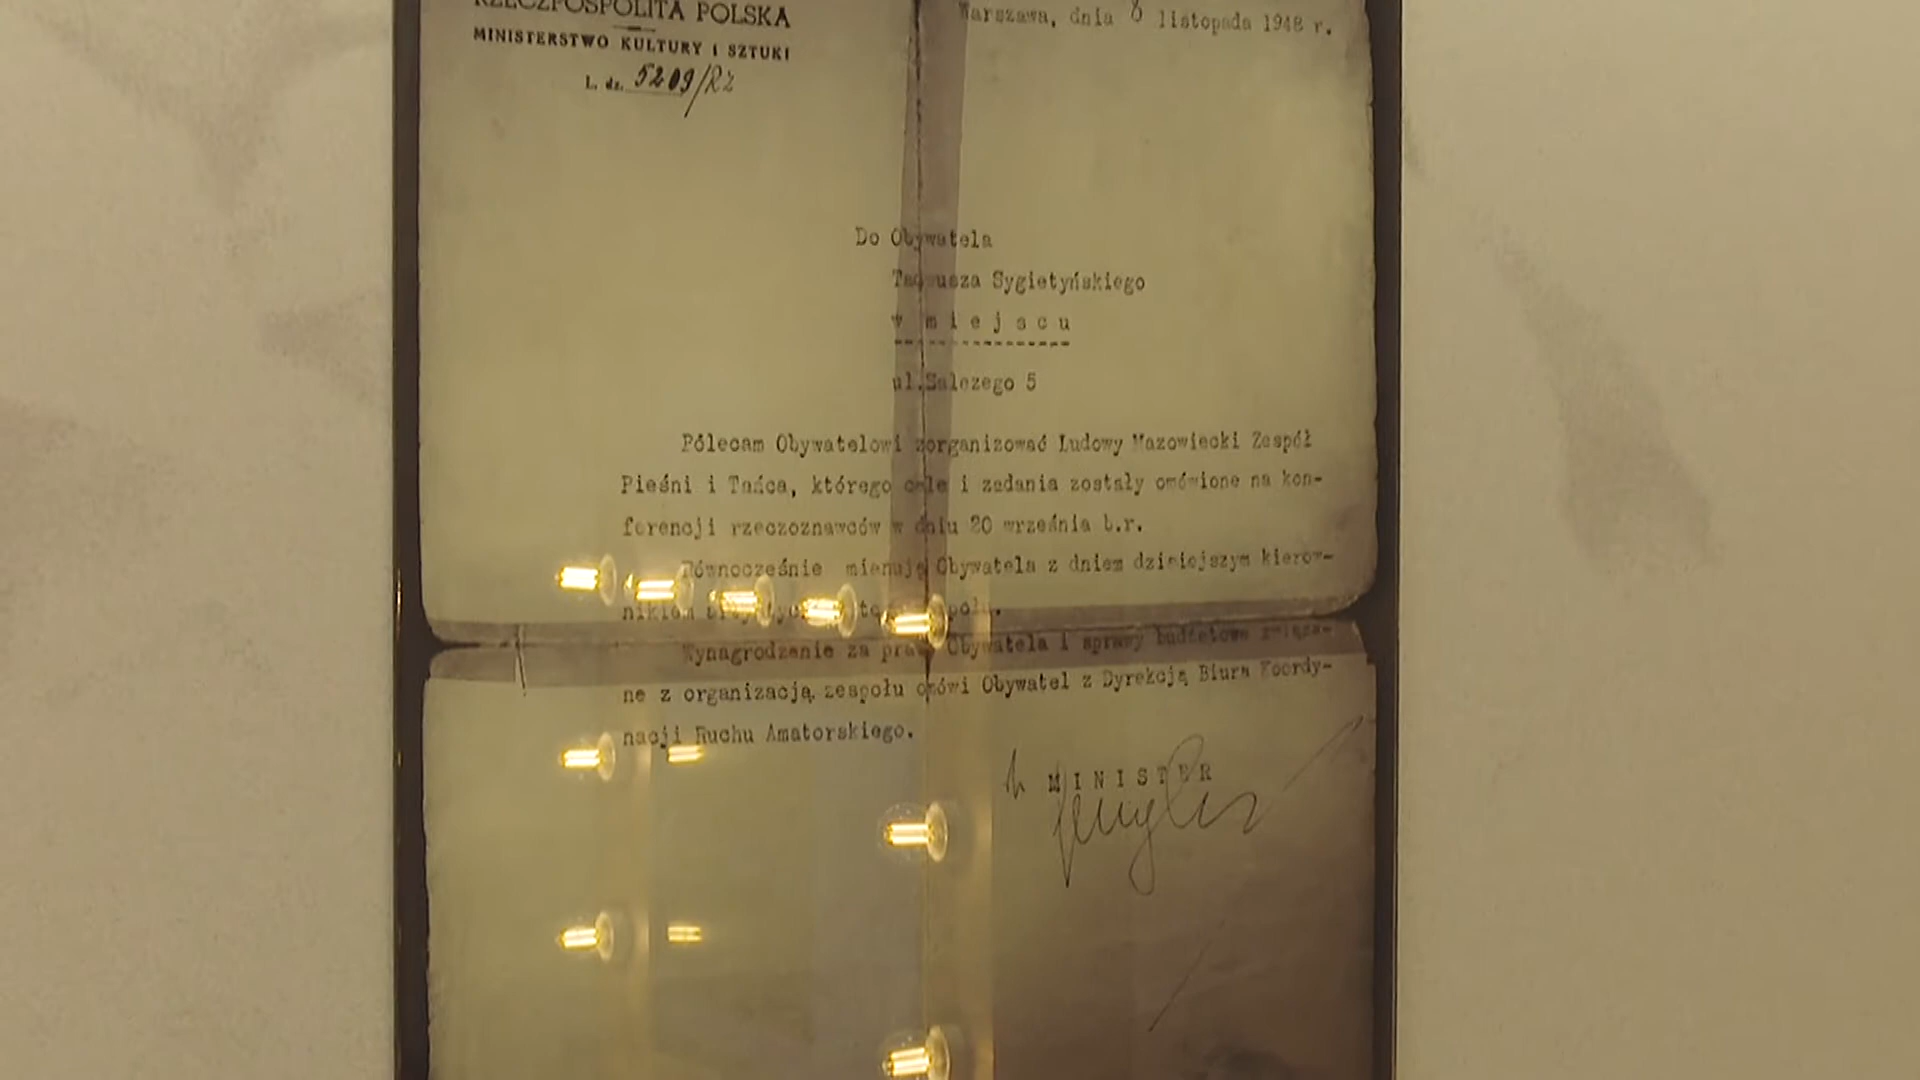 RZECZPOSPOLITA POLSKA
MINISTERSTWO KULTURY I SZTUKI
L. dz. 5209/RZ
Warszawa, dnia 8 listopada 1948 r.
Do Obywatela
Tadeusza Sygietyńskiego
w miejscu
ul.Salezego 5
Polecam Obywatelowi zorganizować Ludowy Mazowiecki Zespół
Pieśni i Tańca, którego cele i zadania zostały omówione na kon-
ferencji rzeczoznawców w dniu 20 września b.r.
Równocześnie mianuję Obywatela z dniem dzisiejszym kierow-
nikiem
Wynagrodzenie za pracę Obywatela i sprawy budżetowe związa-
ne z organizacją zespołu omówi Obywatel z Dyrekcją Biura Koordy-
nacji Ruchu Amatorskiego.
MINISTER